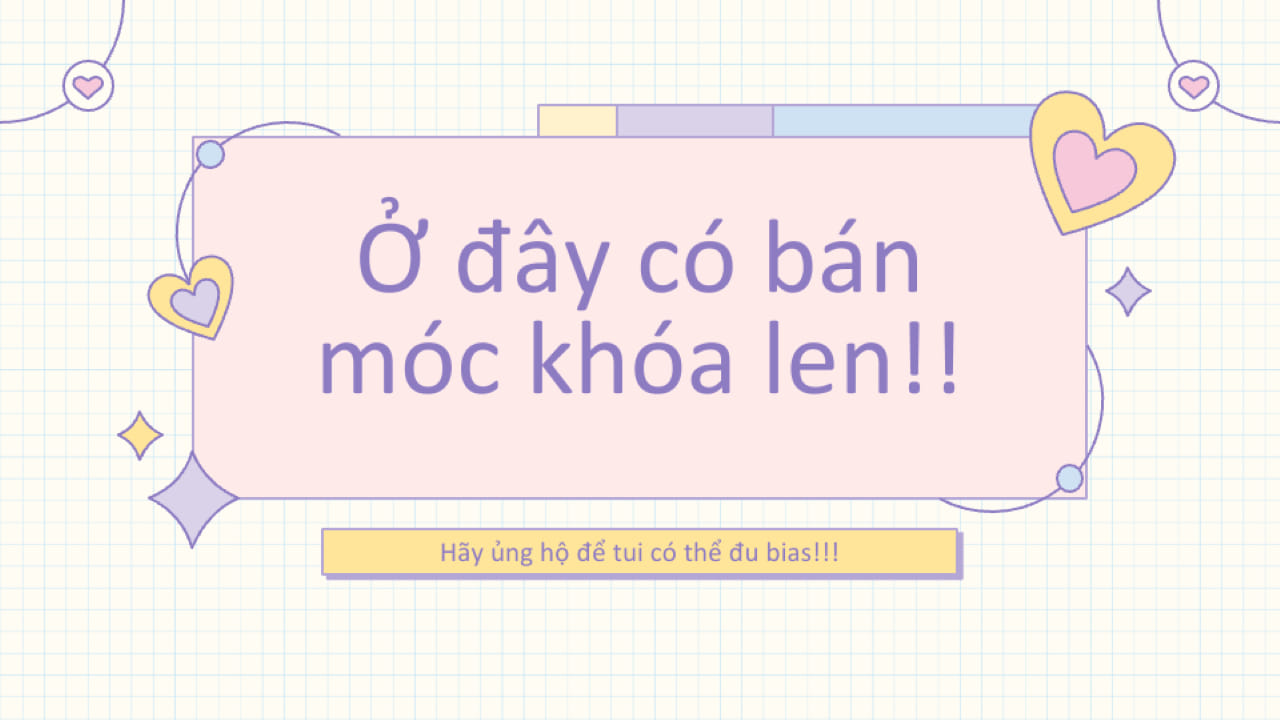 Ở đây có bán
móc khóa len!!
Hãy ủng hộ để tui có thể đu bias!!!